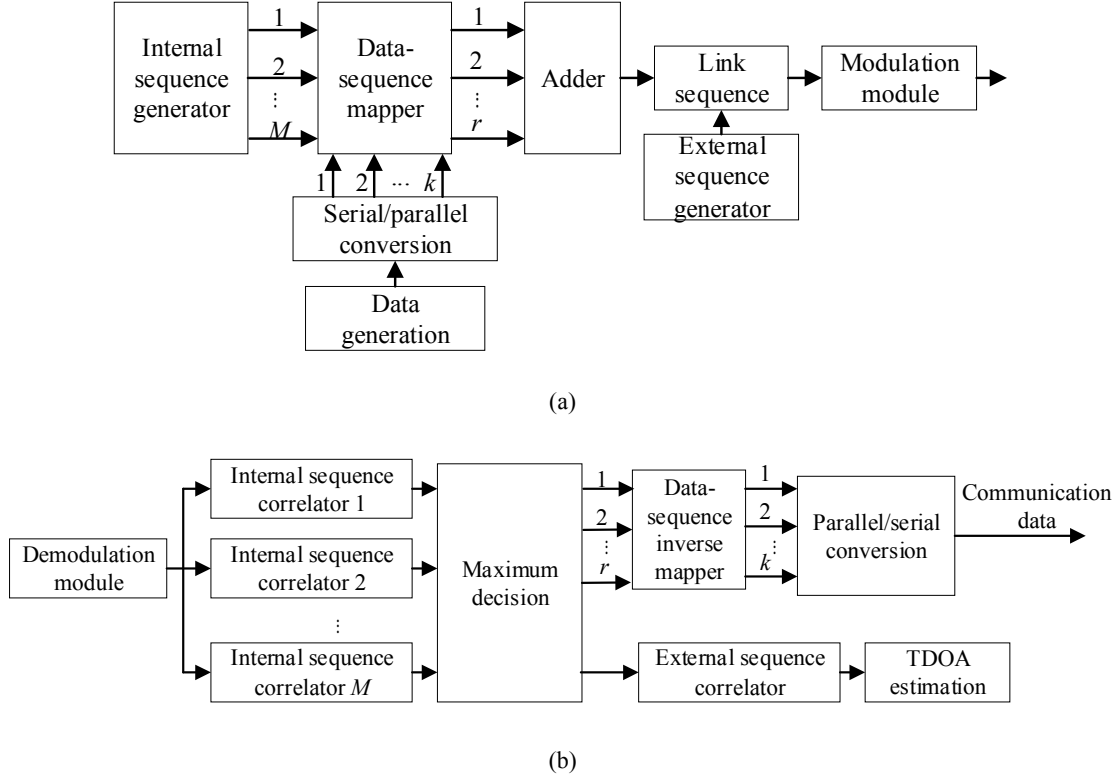 Internal
sequence
generator
1
2
⋮
M
Data-
sequence
mapper
1
2
⋮
r
Adder
Link
sequence
Modulation
module
External
sequence
generator
1 2 ... k
Serial/parallel
conversion
Data
generation
(a)
Demodulation
module
Internal sequence
correlator 1
Internal sequence
correlator 2
⋮
Internal sequence
correlator M
Maximum
decision
1
2
⋮
r
Data-
sequence
inverse
mapper
1
2
⋮
k
Parallel/serial
conversion
Communication
data
External sequence
correlator
TDOA
estimation
(b)